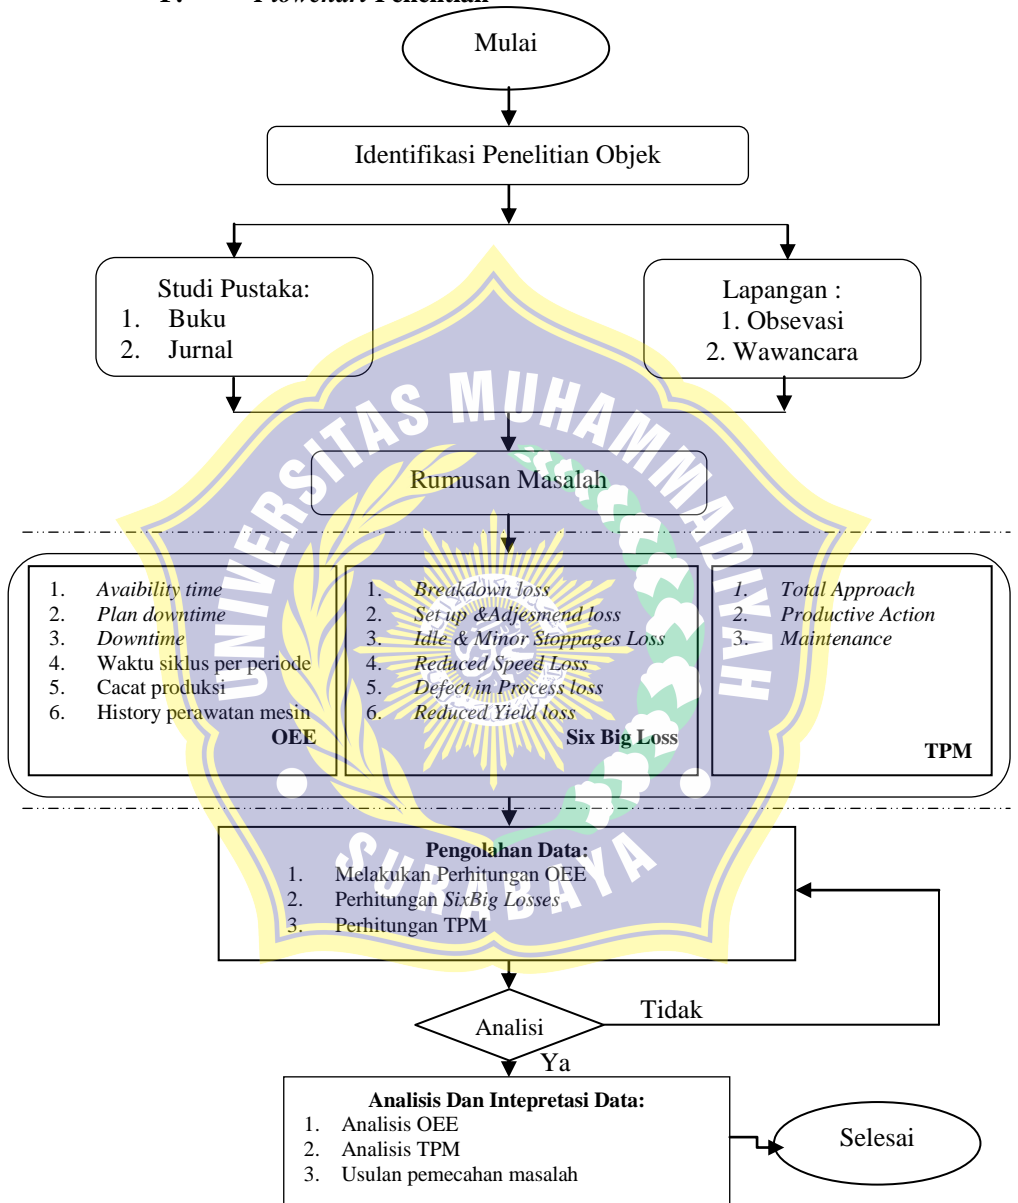 Flowchart Penelitian
Mulai
Identifikasi Penelitian Objek
Studi Pustaka:
1. Buku
2. Jurnal
Lapangan :
1. Obsevasi
2. Wawancara
UNIVERSITAS MUHAMMADIYAH
SURABAYA
Rumusan Masalah
1. Avaibility time
2. Plan downtime
3. Downtime
4. Waktu siklus per periode
5. Cacat produksi
6. History perawatan mesin
OEE
1. Breakdown loss
2. Set up &Adjesmend loss
3. Idle & Minor Stoppages Loss
4. Reduced Speed Loss
5. Defect in Process loss
6. Reduced Yield loss
Six Big Loss
1. Total Approach
2. Productive Action
3. Maintenance
TPM
Pengolahan Data:
1. Melakukan Perhitungan OEE
2. Perhitungan SixBig Losses
3. Perhitungan TPM
Analisi
Tidak
Ya
Analisis Dan Intepretasi Data:
1. Analisis OEE
2. Analisis TPM
3. Usulan pemecahan masalah
Selesai